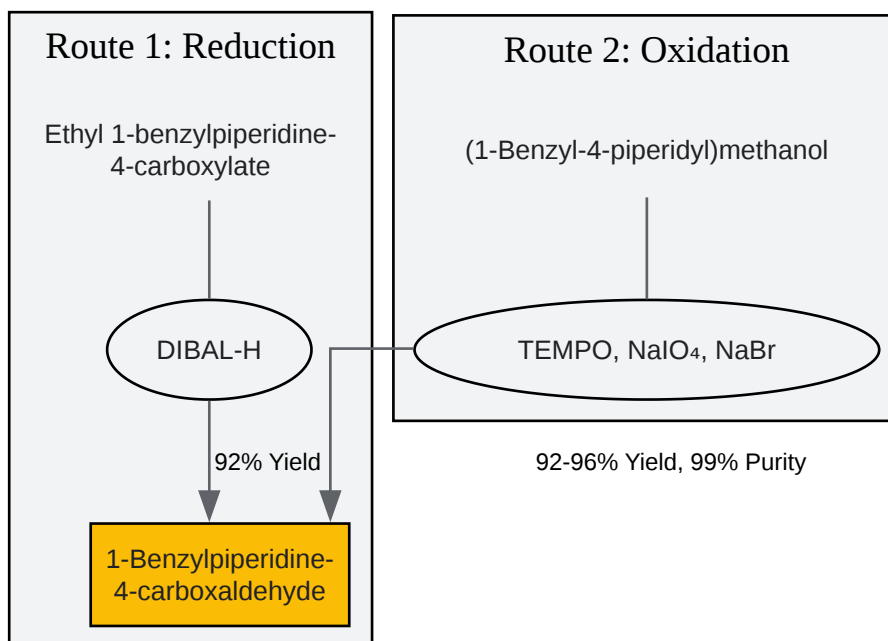 Route 1: Reduction
Ethyl 1-benzylpiperidine-
4-carboxylate
DIBAL-H
92% Yield
1-Benzylpiperidine-
4-carboxaldehyde
Route 2: Oxidation
(1-Benzyl-4-piperidyl)methanol
TEMPO, NaIO₄, NaBr
92-96% Yield, 99% Purity